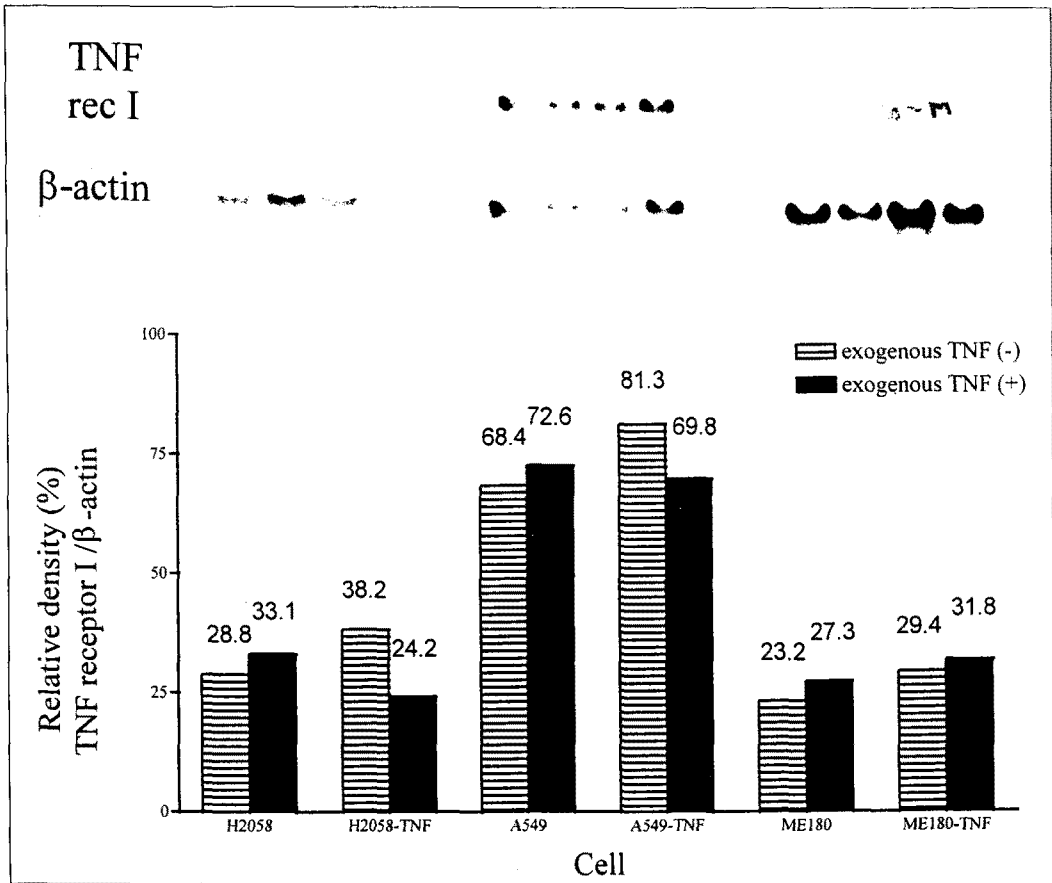 TNF
rec I
β-actin
100
75
50
25
0
Relative density (%)
TNF receptor I /β-actin
exogenous TNF (-)
exogenous TNF (+)
28.8
33.1
38.2
24.2
68.4
72.6
81.3
69.8
23.2
27.3
29.4
31.8
H2058
H2058-TNF
A549
A549-TNF
ME180
ME180-TNF
Cell